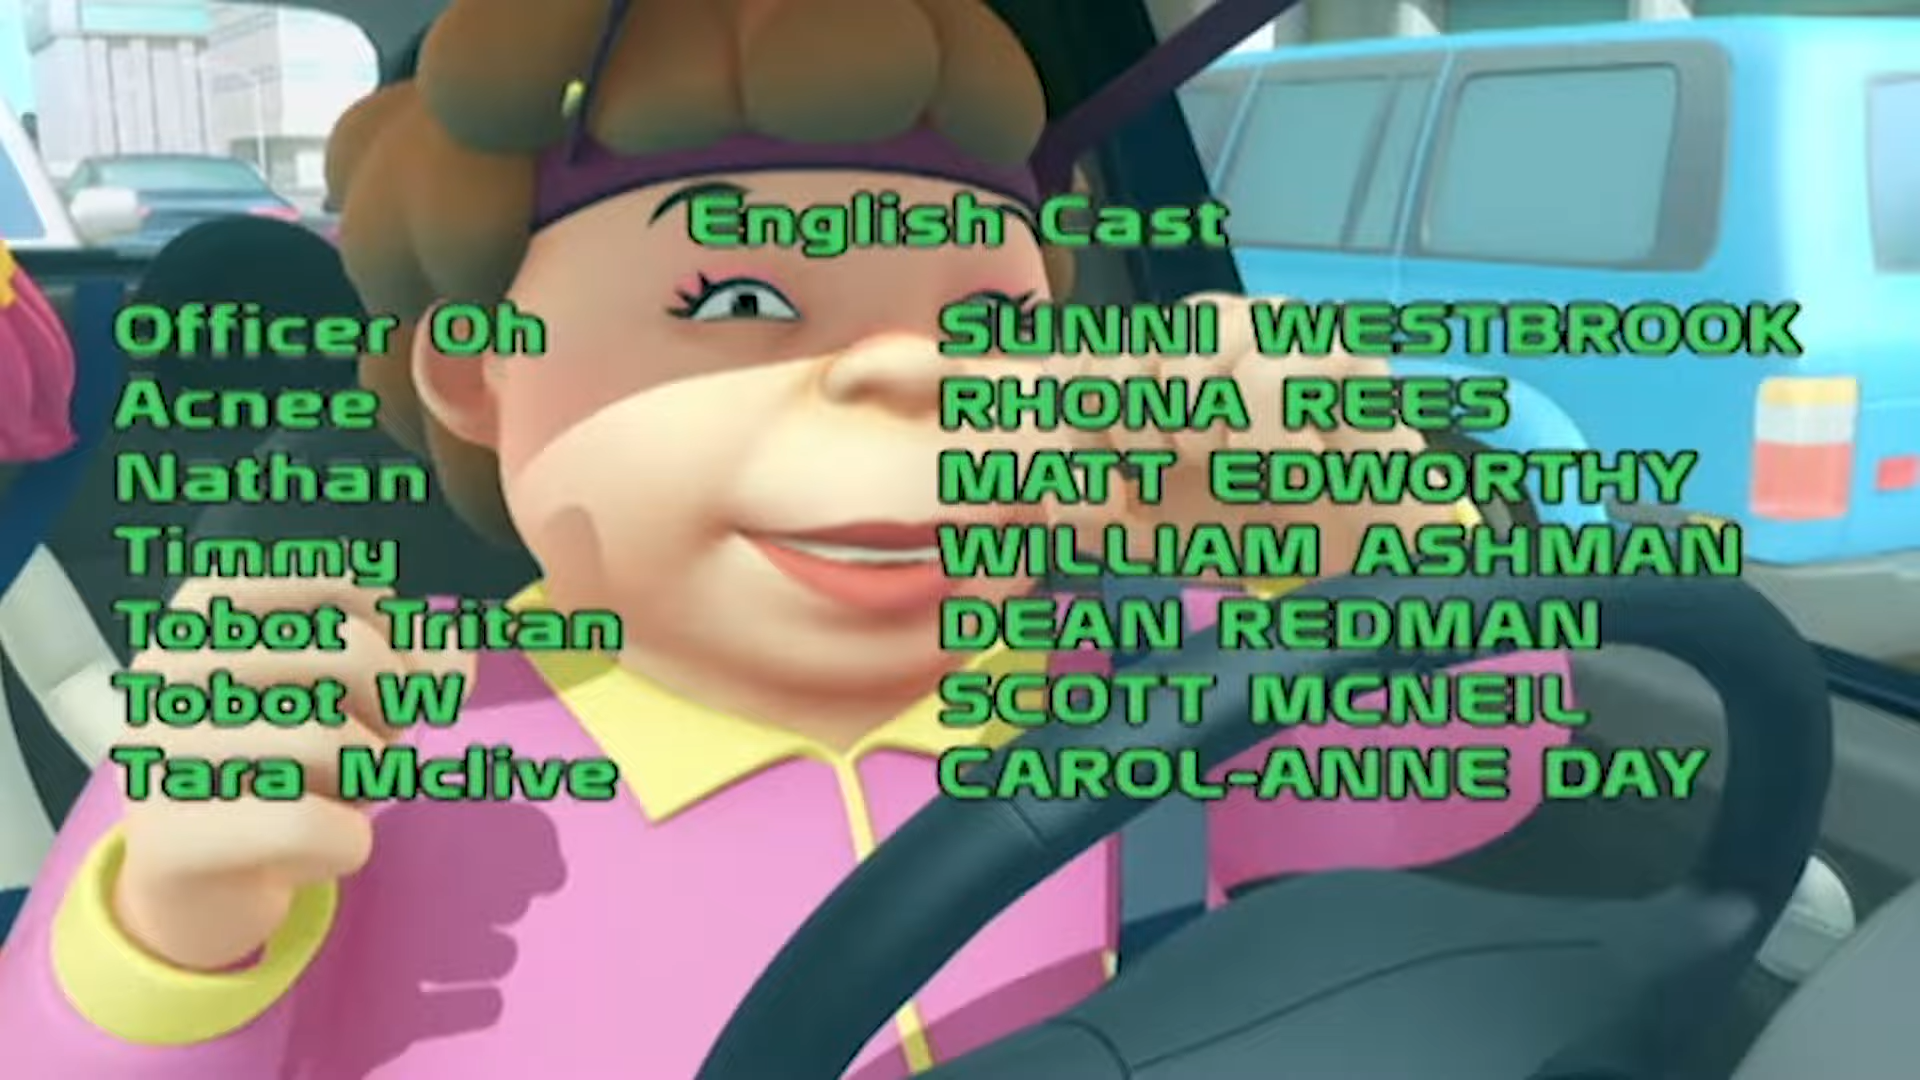 English Cast
Officer Oh SUNNI WESTBROOK
Acnee RHONA REES
Nathan MATT EDWORTHY
Timmy WILLIAM ASHMAN
Tobot Tritan DEAN REDMAN
Tobot W SCOTT MCNEIL
Tara Mclive CAROL-ANNE DAY